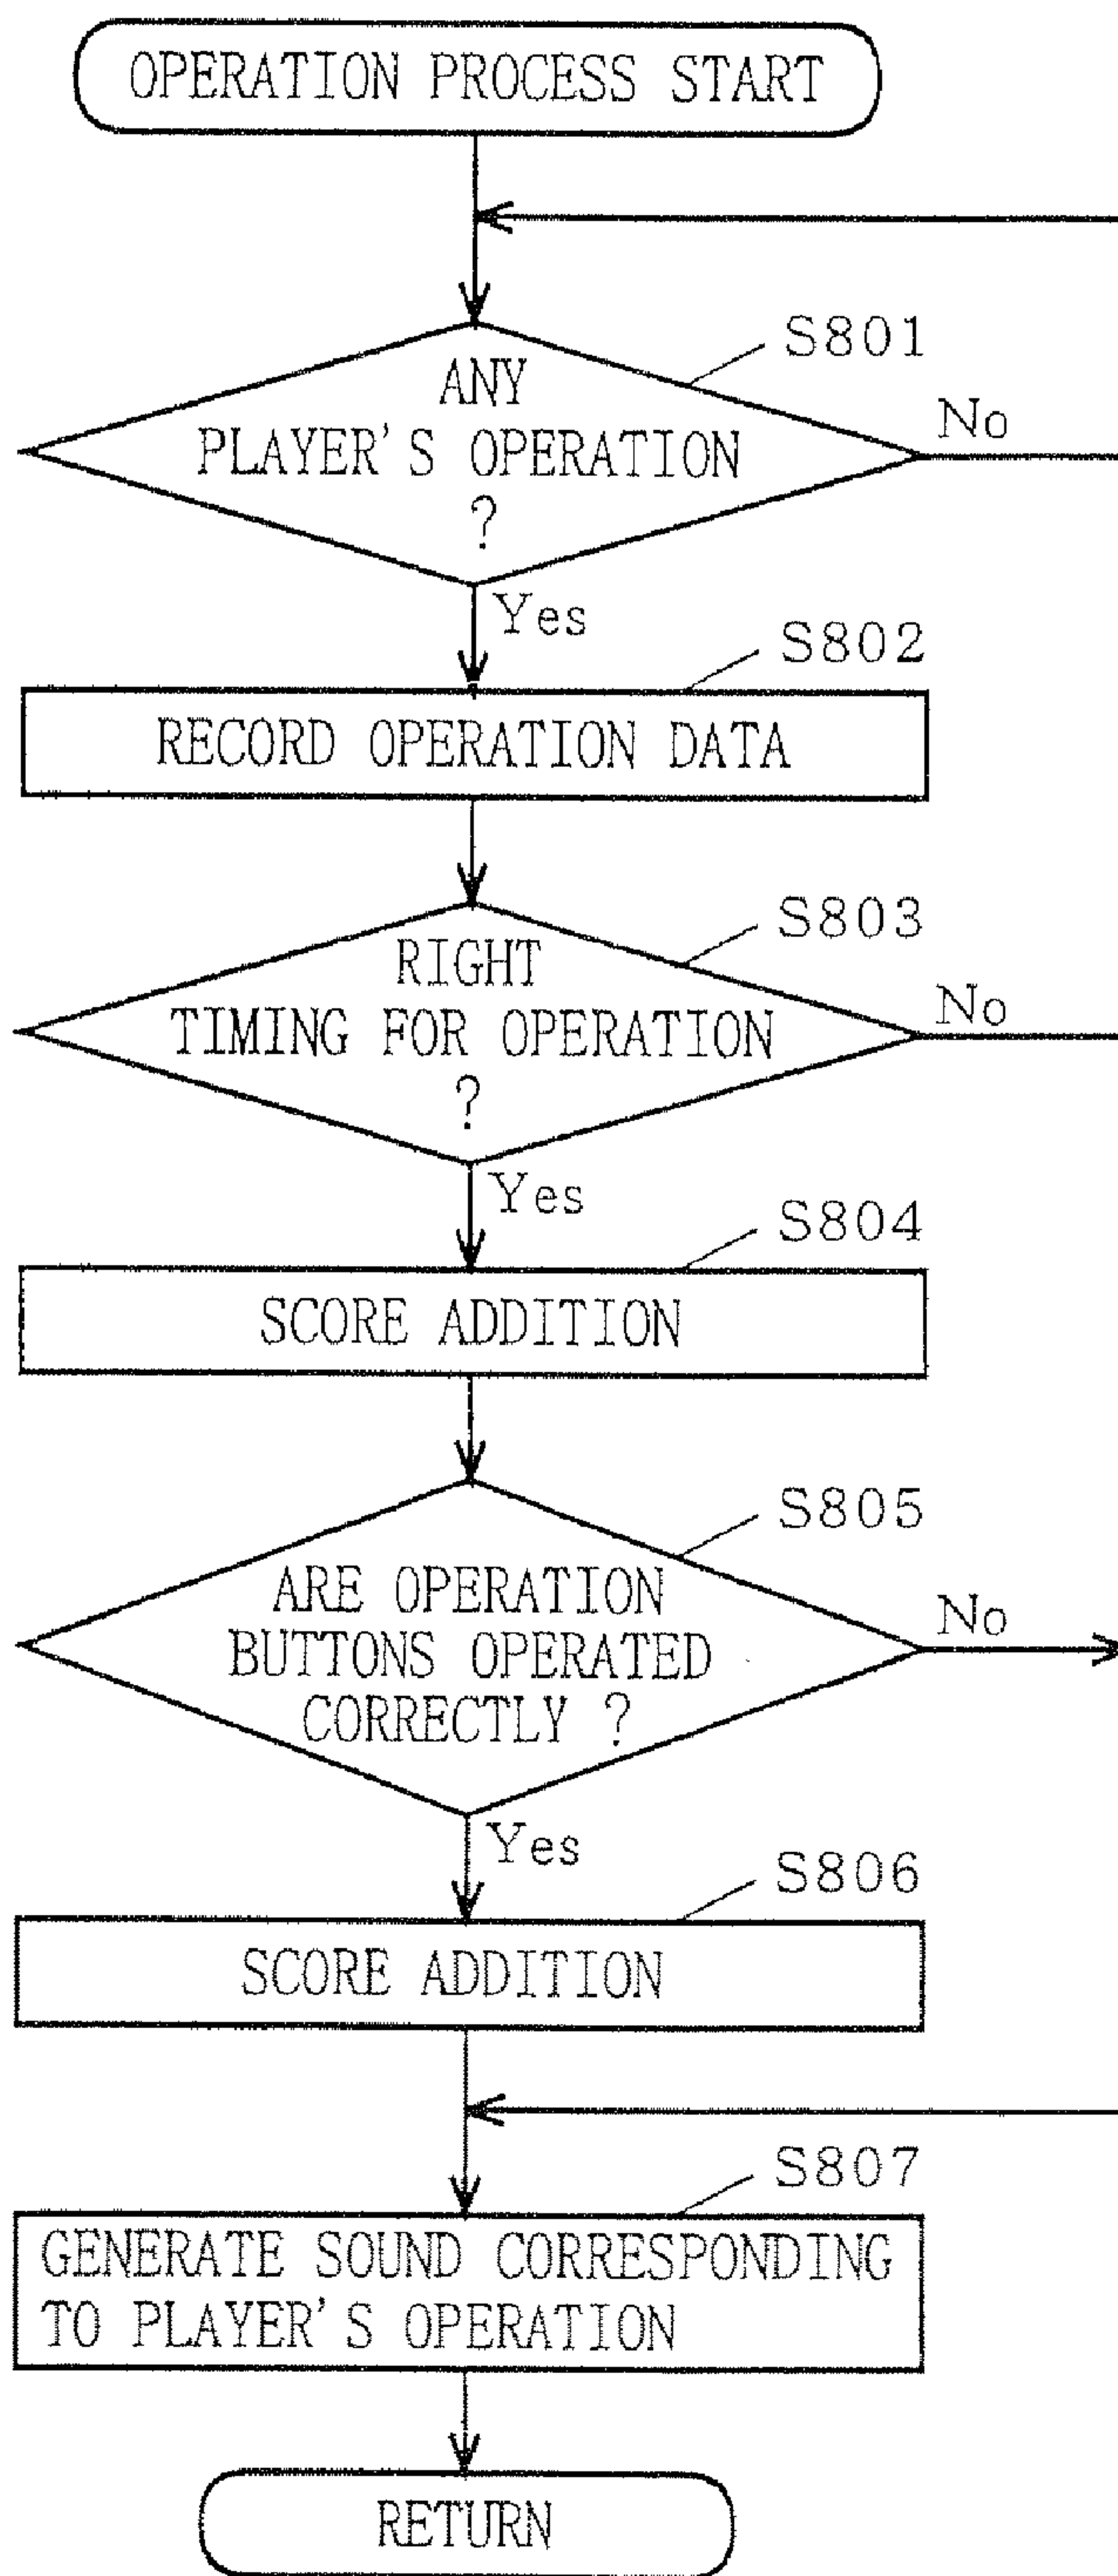 OPERATION PROCESS START
S801
ANY
PLAYER'S OPERATION
?
No
Yes
S802
RECORD OPERATION DATA
S803
RIGHT
TIMING FOR OPERATION
?
No
Yes
S804
SCORE ADDITION
S805
ARE OPERATION
BUTTONS OPERATED
CORRECTLY ?
No
Yes
S806
SCORE ADDITION
S807
GENERATE SOUND CORRESPONDING
TO PLAYER'S OPERATION
RETURN